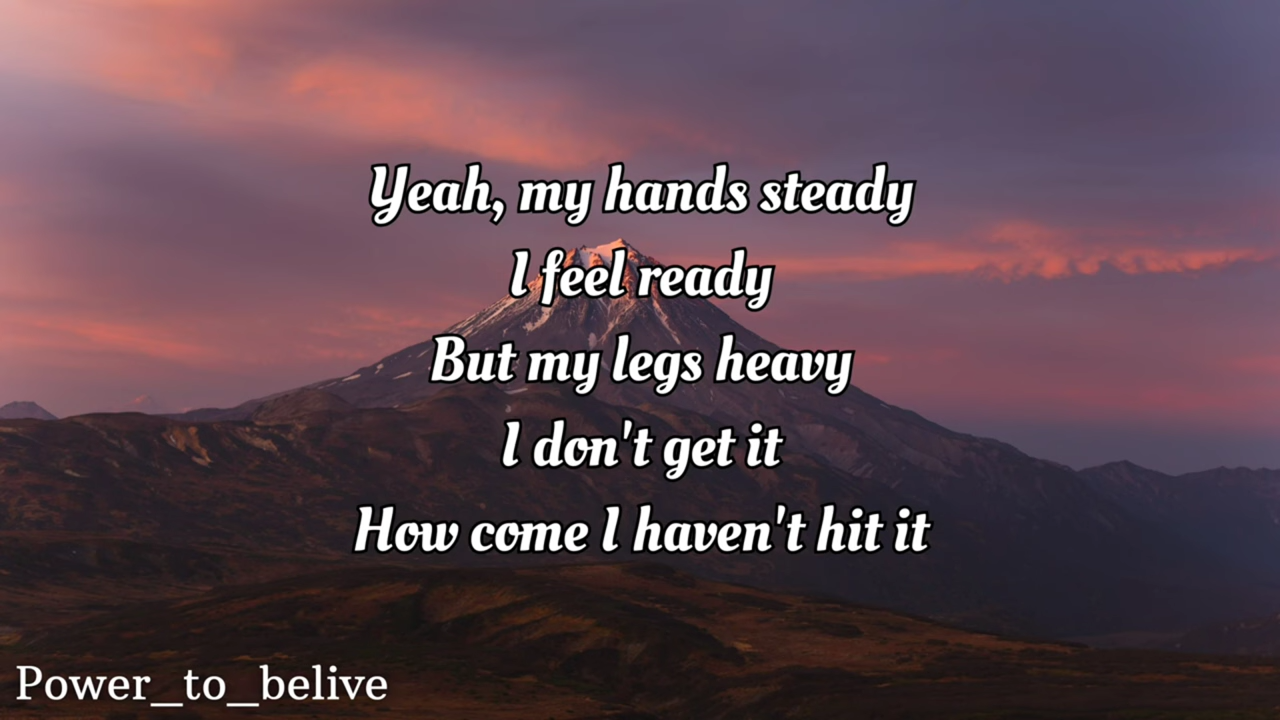 Yeah, my hands steady
I feel ready
But my legs heavy
I don't get it
How come I haven't hit it
Power_to_belive